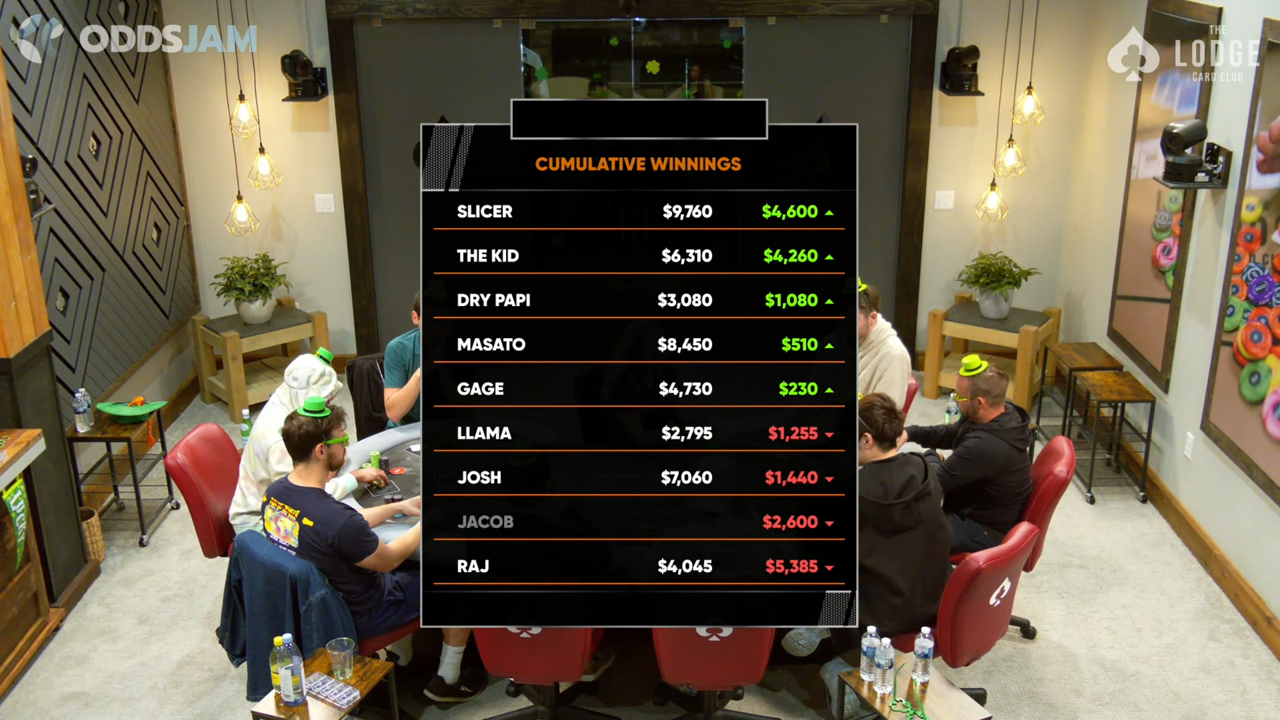 ODDSJAM
THE
LODGE
CARD CLUB
CUMULATIVE WINNINGS
SLICER $9,760 $4,600
THE KID $6,310 $4,260
DRY PAPI $3,080 $1,080
MASATO $8,450 $510
GAGE $4,730 $230
LLAMA $2,795 $1,255
JOSH $7,060 $1,440
JACOB $2,600
RAJ $4,045 $5,385